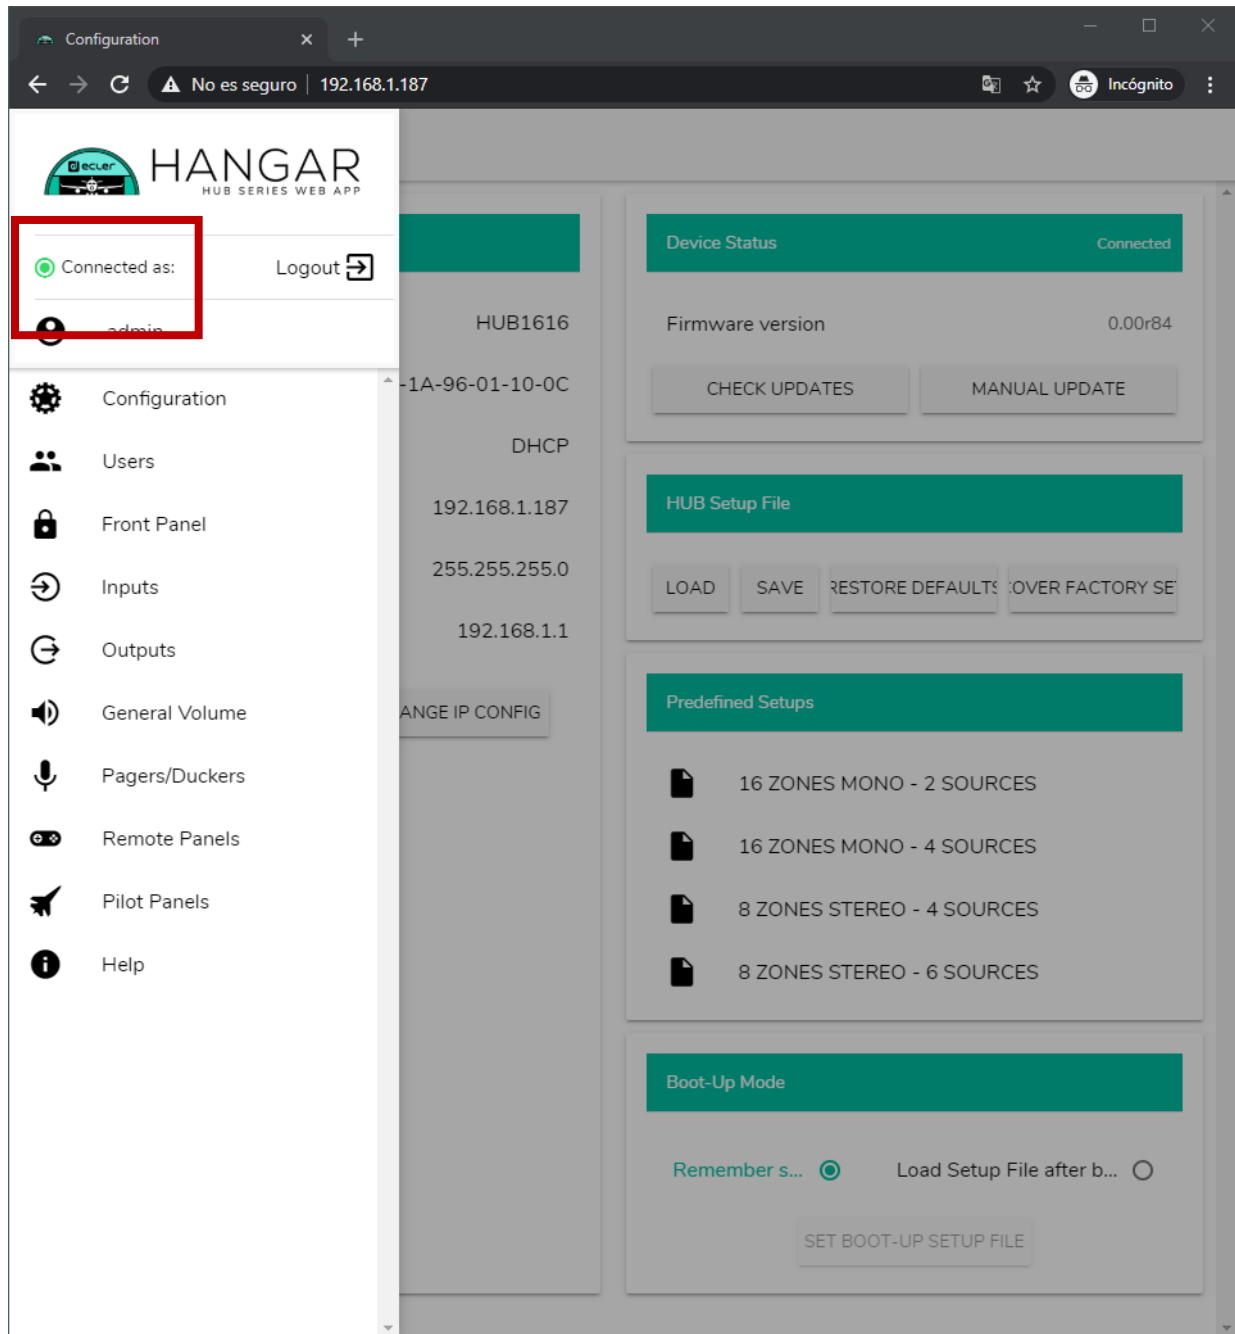 Configuration
No es seguro | 192.168.1.187
Incógnito
ecler
HANGAR
HUB SERIES WEB APP
Connected as:
Logout
admin
Configuration
Users
Front Panel
Inputs
Outputs
General Volume
Pagers/Duckers
Remote Panels
Pilot Panels
Help
HUB1616
-1A-96-01-10-0C
DHCP
192.168.1.187
255.255.255.0
192.168.1.1
ANGE IP CONFIG
Device Status
Connected
Firmware version
0.00r84
CHECK UPDATES
MANUAL UPDATE
HUB Setup File
LOAD
SAVE
RESTORE DEFAULTS
COVER FACTORY SE
Predefined Setups
16 ZONES MONO - 2 SOURCES
16 ZONES MONO - 4 SOURCES
8 ZONES STEREO - 4 SOURCES
8 ZONES STEREO - 6 SOURCES
Boot-Up Mode
Remember s...
Load Setup File after b...
SET BOOT-UP SETUP FILE